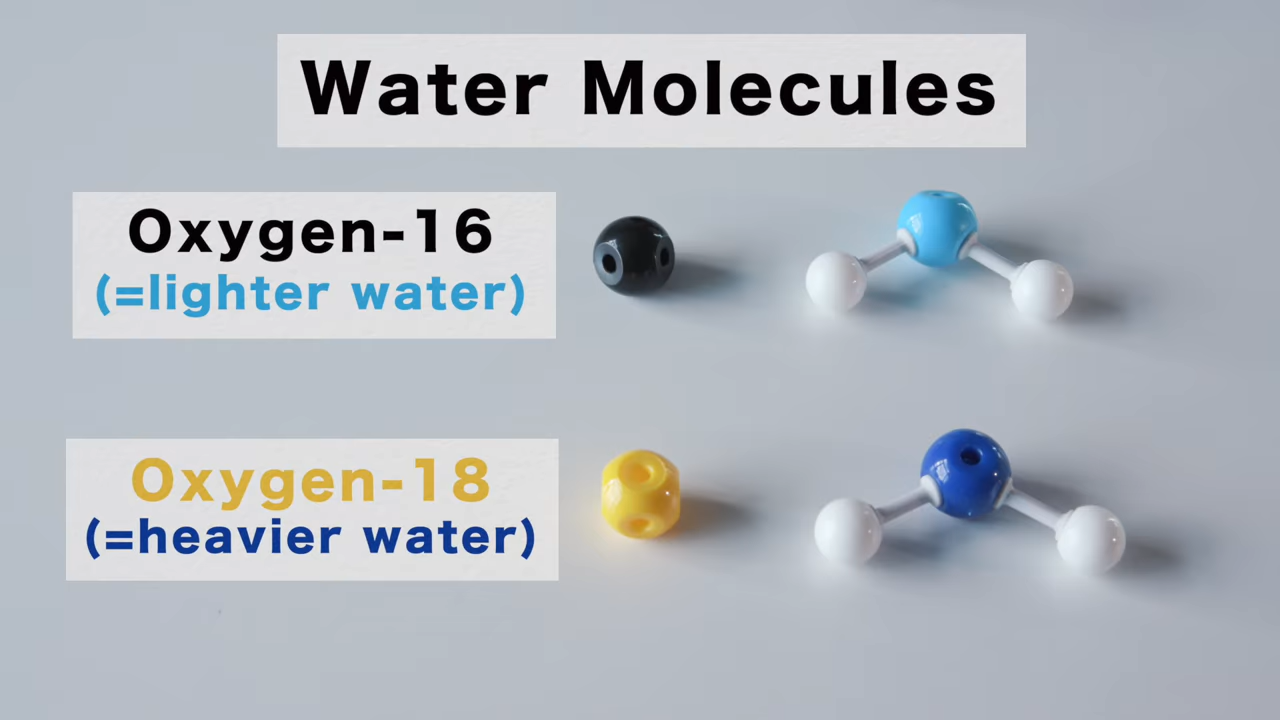 Water Molecules
Oxygen-16
(=lighter water)
Oxygen-18
(=heavier water)